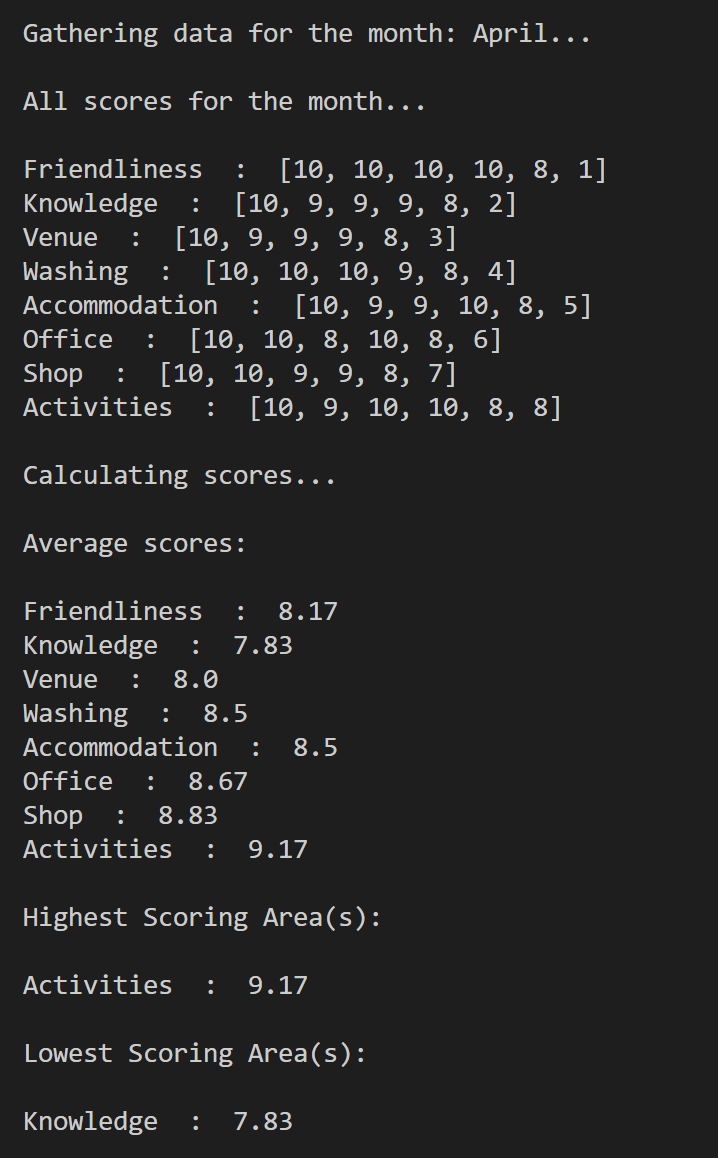 Gathering data for the month: April...
All scores for the month...
Friendliness  :  [10, 10, 10, 10, 8, 1]
Knowledge  :  [10, 9, 9, 9, 8, 2]
Venue  :  [10, 9, 9, 9, 8, 3]
Washing  :  [10, 10, 10, 9, 8, 4]
Accommodation  :  [10, 9, 9, 10, 8, 5]
Office  :  [10, 10, 8, 10, 8, 6]
Shop  :  [10, 10, 9, 9, 8, 7]
Activities  :  [10, 9, 10, 10, 8, 8]
Calculating scores...
Average scores:
Friendliness  :  8.17
Knowledge  :  7.83
Venue  :  8.0
Washing  :  8.5
Accommodation  :  8.5
Office  :  8.67
Shop  :  8.83
Activities  :  9.17
Highest Scoring Area(s):
Activities  :  9.17
Lowest Scoring Area(s):
Knowledge  :  7.83